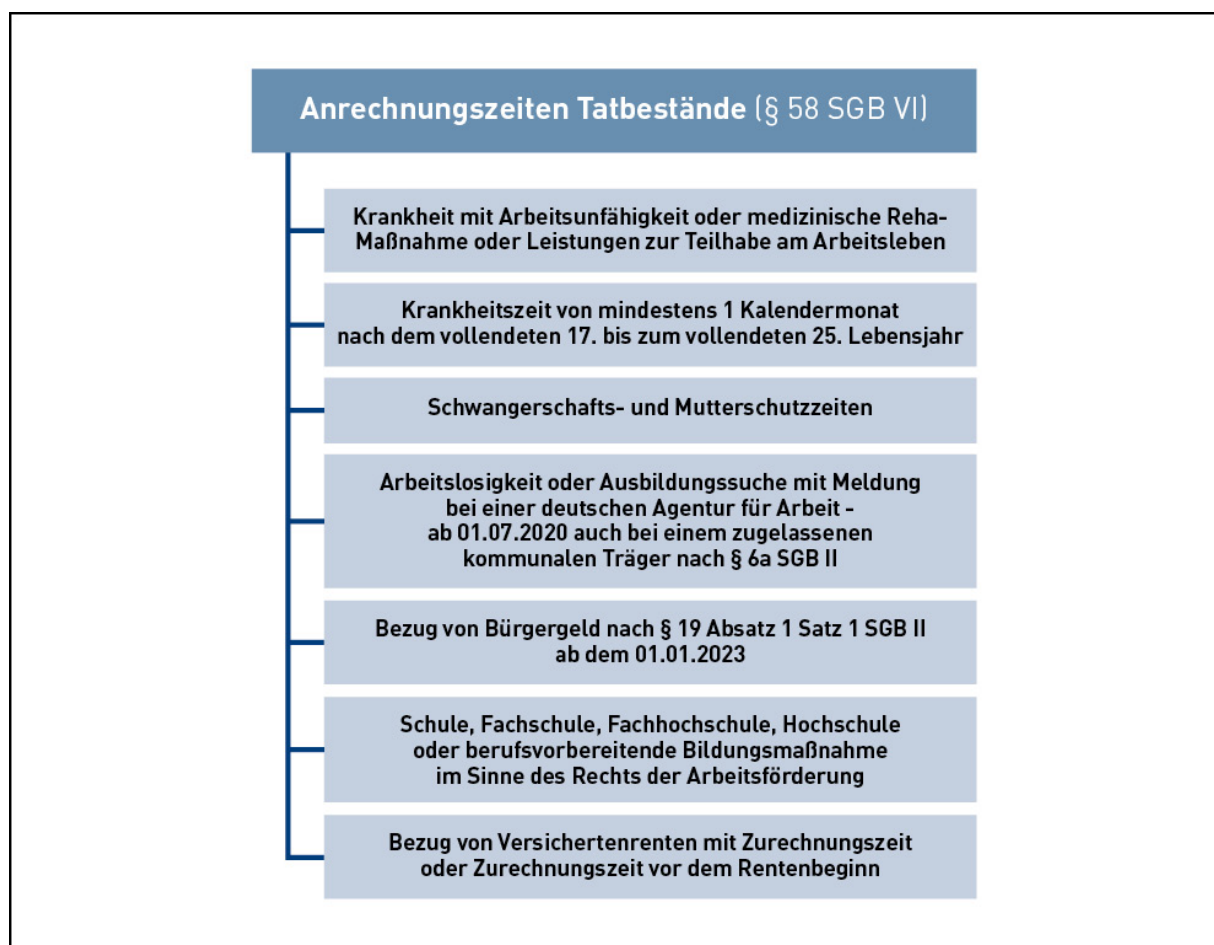 Anrechnungszeiten Tatbestände (§ 58 SGB VI)
Krankheit mit Arbeitsunfähigkeit oder medizinische Reha-
Maßnahme oder Leistungen zur Teilhabe am Arbeitsleben
Krankheitszeit von mindestens 1 Kalendermonat
nach dem vollendeten 17. bis zum vollendeten 25. Lebensjahr
Schwangerschafts- und Mutterschutzzeiten
Arbeitslosigkeit oder Ausbildungssuche mit Meldung
bei einer deutschen Agentur für Arbeit -
ab 01.07.2020 auch bei einem zugelassenen
kommunalen Träger nach § 6a SGB II
Bezug von Bürgergeld nach § 19 Absatz 1 Satz 1 SGB II
ab dem 01.01.2023
Schule, Fachschule, Fachhochschule, Hochschule
oder berufsvorbereitende Bildungsmaßnahme
im Sinne des Rechts der Arbeitsförderung
Bezug von Versichertenrenten mit Zurechnungszeit
oder Zurechnungszeit vor dem Rentenbeginn